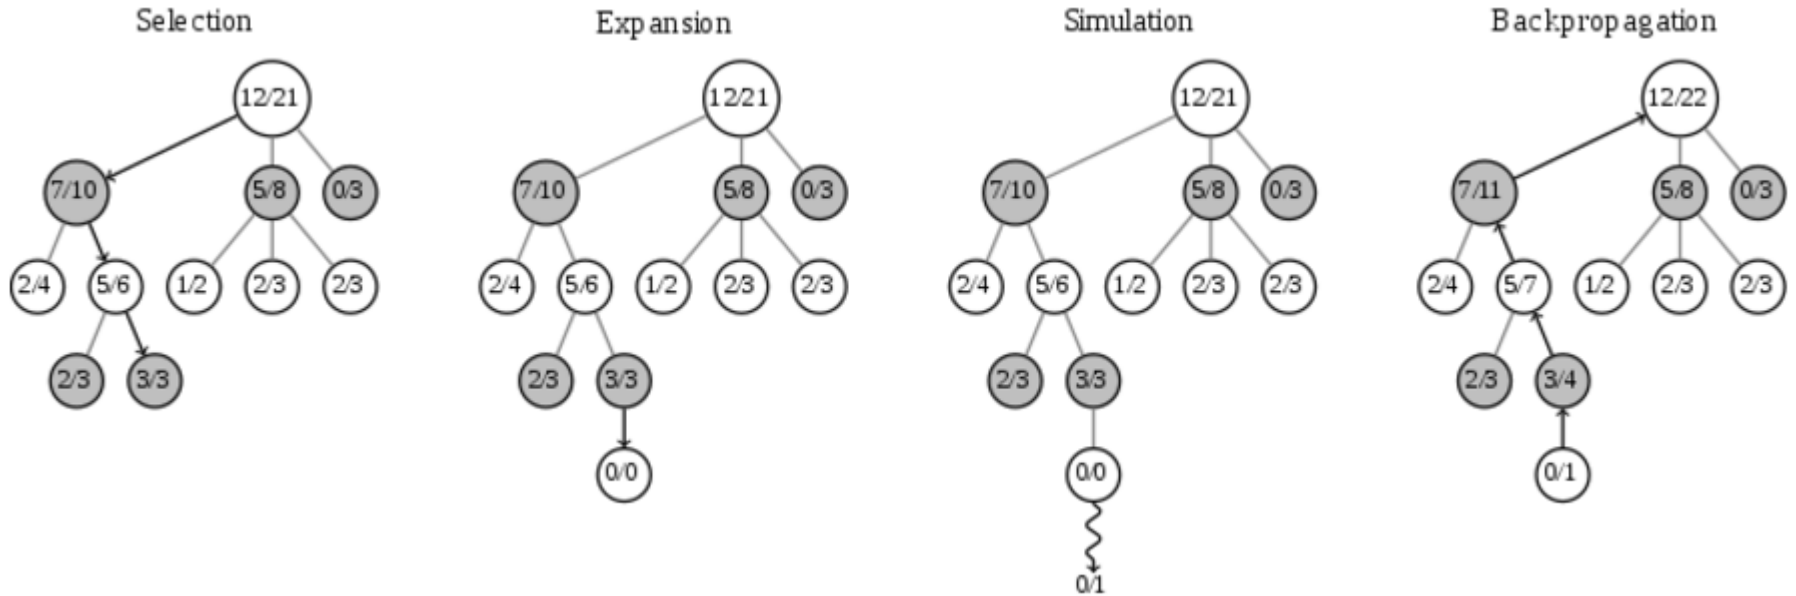 Selection
12/21
7/10 5/8 0/3
2/4 5/6 1/2 2/3 2/3
2/3 3/3
Expansion
12/21
7/10 5/8 0/3
2/4 5/6 1/2 2/3 2/3
2/3 3/3
0/0
Simulation
12/21
7/10 5/8 0/3
2/4 5/6 1/2 2/3 2/3
2/3 3/3
0/0
0/1
Backpropagation
12/22
7/11 5/8 0/3
2/4 5/7 1/2 2/3 2/3
2/3 3/4
0/1